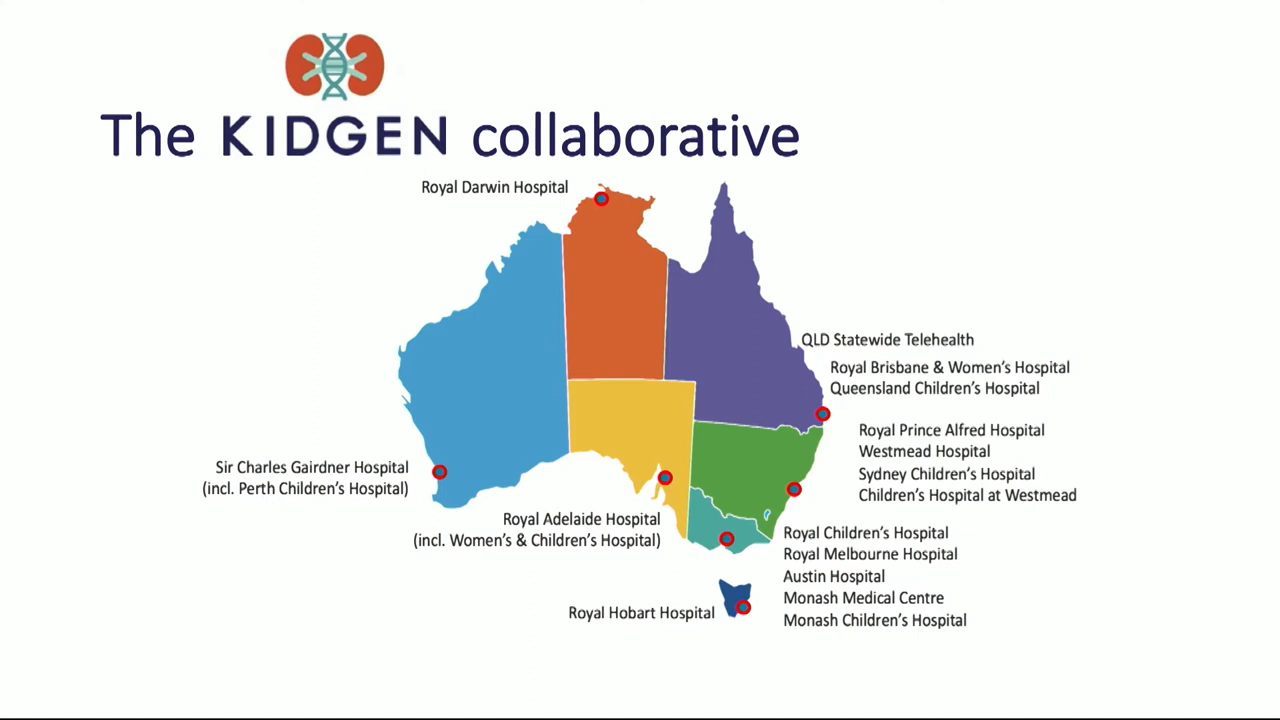 The KIDGEN collaborative
Royal Darwin Hospital
QLD Statewide Telehealth
Royal Brisbane & Women’s Hospital
Queensland Children’s Hospital
Royal Prince Alfred Hospital
Westmead Hospital
Sydney Children’s Hospital
Children’s Hospital at Westmead
Sir Charles Gairdner Hospital
(incl. Perth Children’s Hospital)
Royal Adelaide Hospital
(incl. Women’s & Children’s Hospital)
Royal Children’s Hospital
Royal Melbourne Hospital
Austin Hospital
Monash Medical Centre
Monash Children’s Hospital
Royal Hobart Hospital